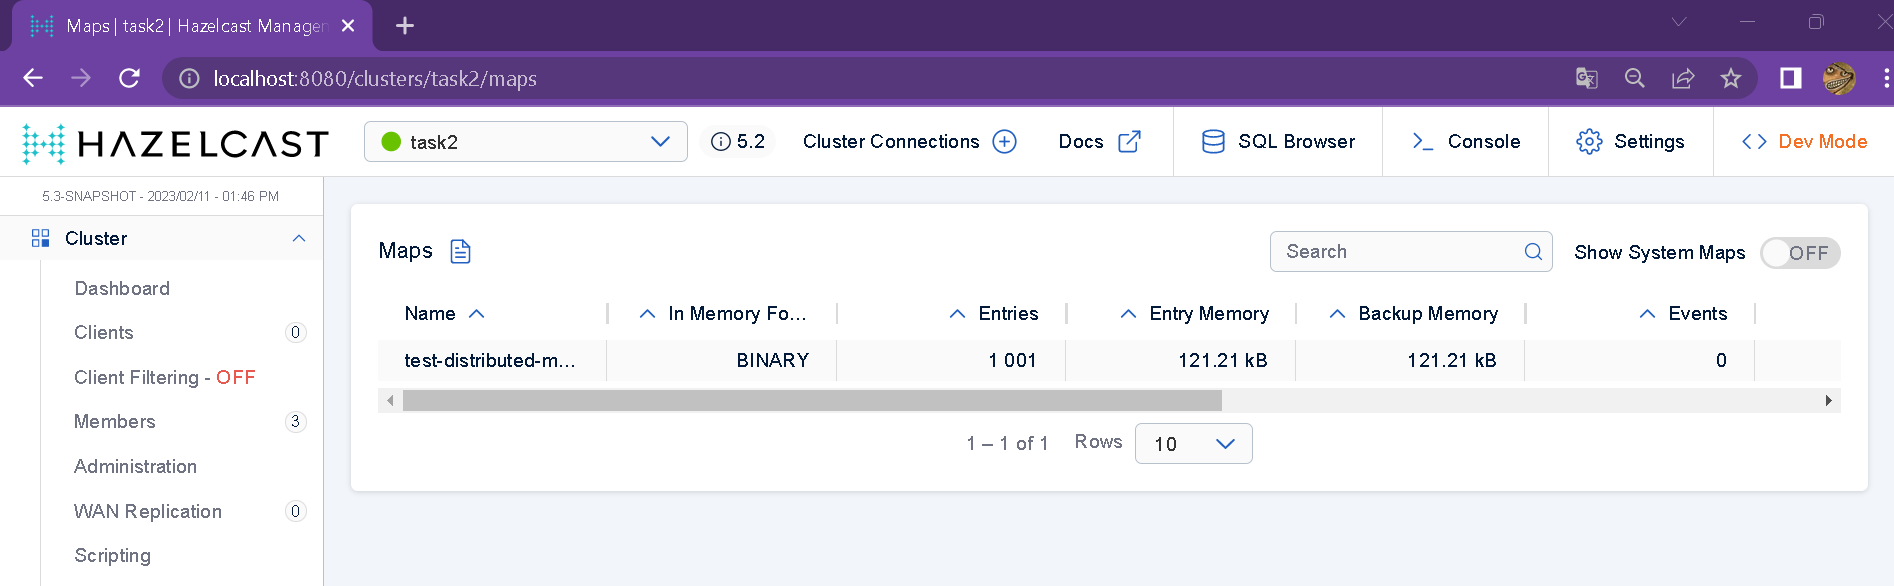 Maps | task2 | Hazelcast Manager
localhost:8080/clusters/task2/maps
HAZELCAST
task2
5.2
Cluster Connections
Docs
SQL Browser
Console
Settings
Dev Mode
5.3-SNAPSHOT - 2023/02/11 - 01:46 PM
Cluster
Dashboard
Clients 0
Client Filtering - OFF
Members 3
Administration
WAN Replication 0
Scripting
Maps
Search
Show System Maps OFF
Name In Memory Fo... Entries Entry Memory Backup Memory Events
test-distributed-m... BINARY 1 001 121.21 kB 121.21 kB 0
1 – 1 of 1 Rows 10